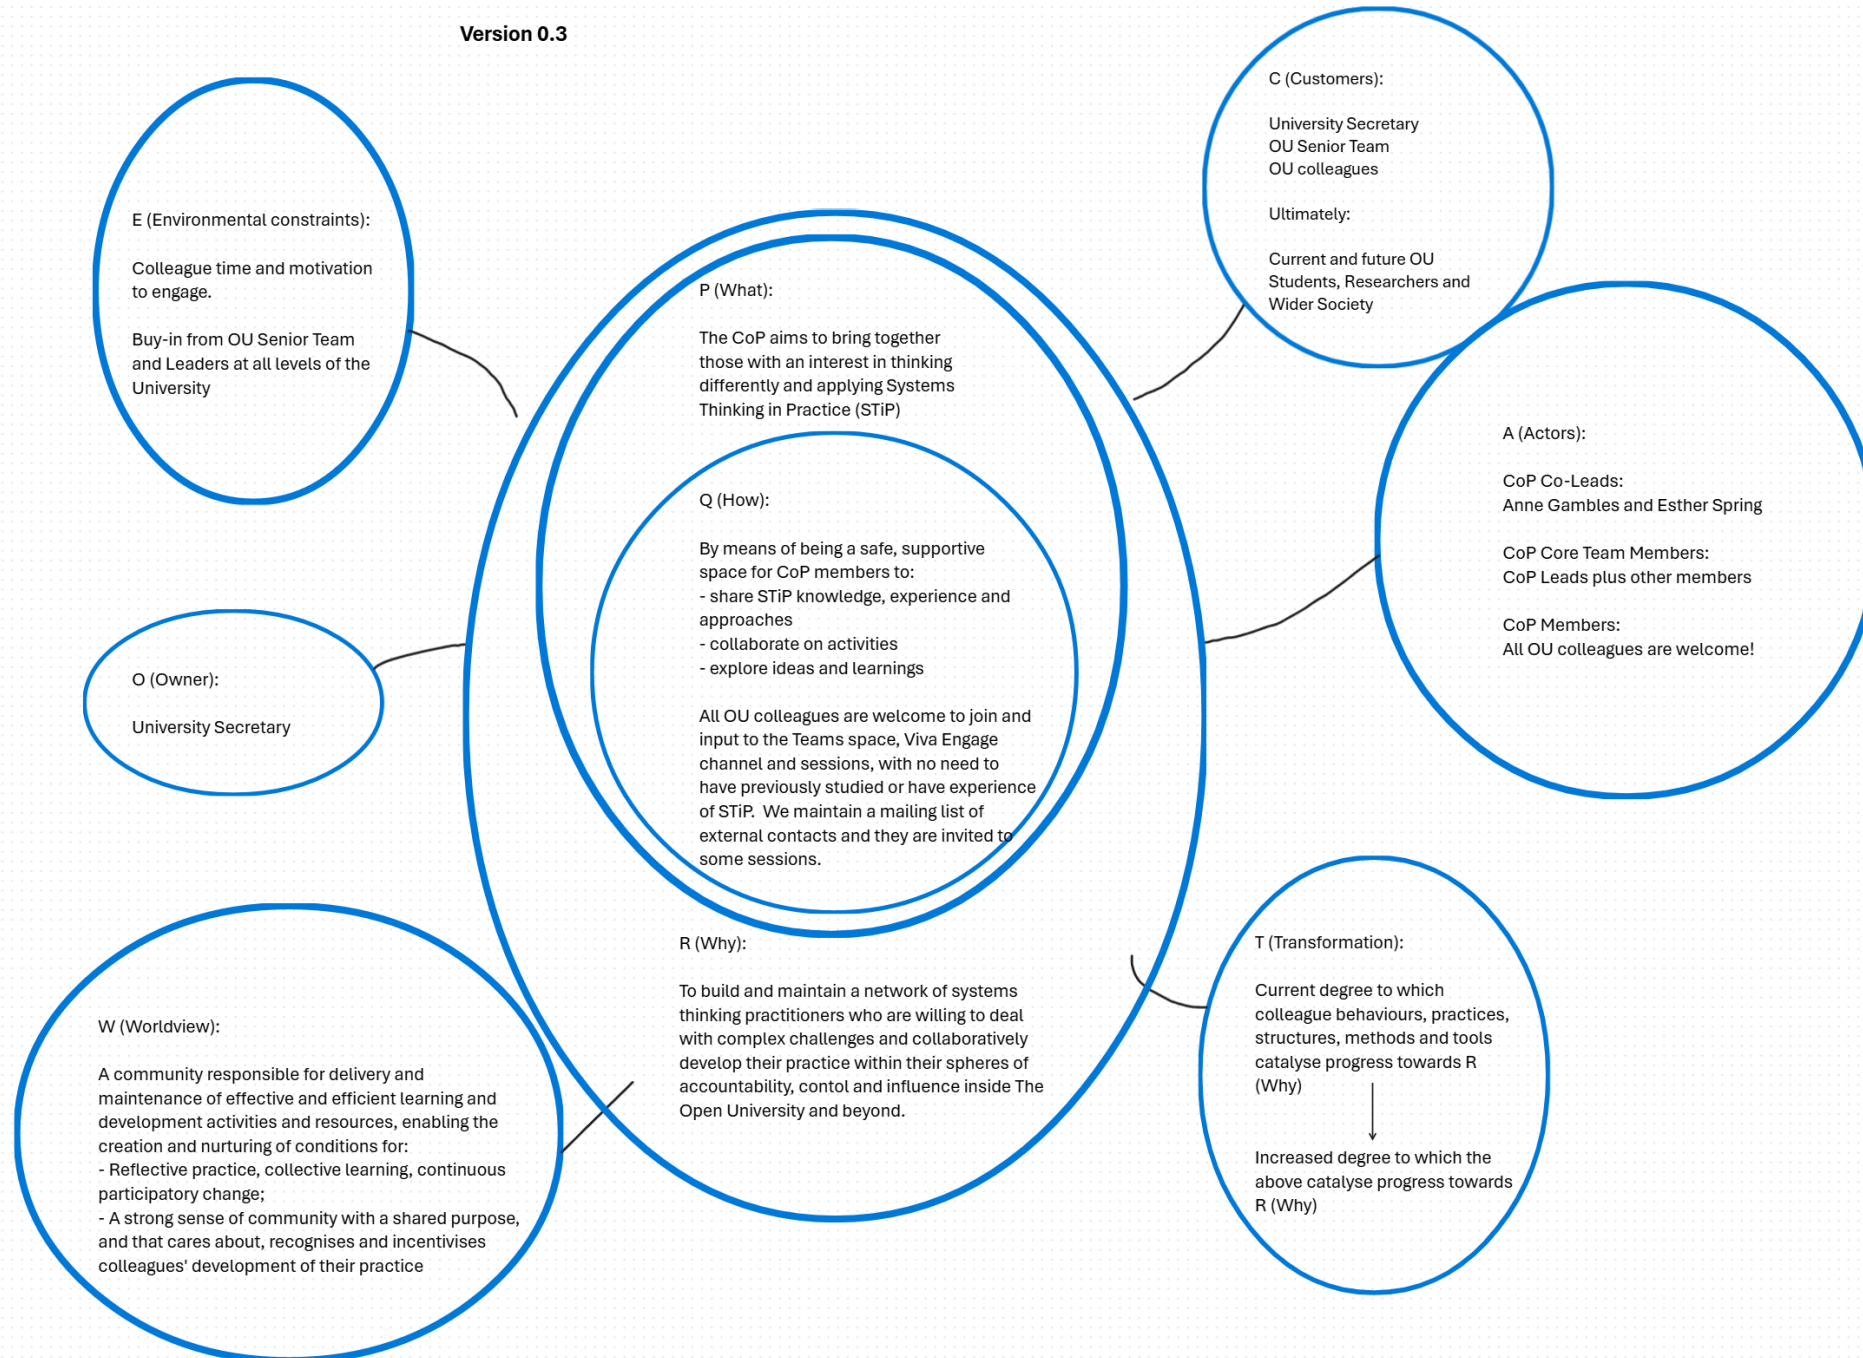 Version 0.3
E (Environmental constraints):
Colleague time and motivation
to engage.
Buy-in from OU Senior Team
and Leaders at all levels of the
University
O (Owner):
University Secretary
W (Worldview):
A community responsible for delivery and
maintenance of effective and efficient learning and
development activities and resources, enabling the
creation and nurturing of conditions for:
- Reflective practice, collective learning, continuous
participatory change;
- A strong sense of community with a shared purpose,
and that cares about, recognises and incentivises
colleagues' development of their practice
P (What):
The CoP aims to bring together
those with an interest in thinking
differently and applying Systems
Thinking in Practice (STiP)
Q (How):
By means of being a safe, supportive
space for CoP members to:
- share STiP knowledge, experience and
approaches
- collaborate on activities
- explore ideas and learnings
All OU colleagues are welcome to join and
input to the Teams space, Viva Engage
channel and sessions, with no need to
have previously studied or have experience
of STiP.  We maintain a mailing list of
external contacts and they are invited to
some sessions.
R (Why):
To build and maintain a network of systems
thinking practitioners who are willing to deal
with complex challenges and collaboratively
develop their practice within their spheres of
accountability, contol and influence inside The
Open University and beyond.
C (Customers):
University Secretary
OU Senior Team
OU colleagues
Ultimately:
Current and future OU
Students, Researchers and
Wider Society
A (Actors):
CoP Co-Leads:
Anne Gambles and Esther Spring
CoP Core Team Members:
CoP Leads plus other members
CoP Members:
All OU colleagues are welcome!
T (Transformation):
Current degree to which
colleague behaviours, practices,
structures, methods and tools
catalyse progress towards R
(Why)
Increased degree to which the
above catalyse progress towards
R (Why)